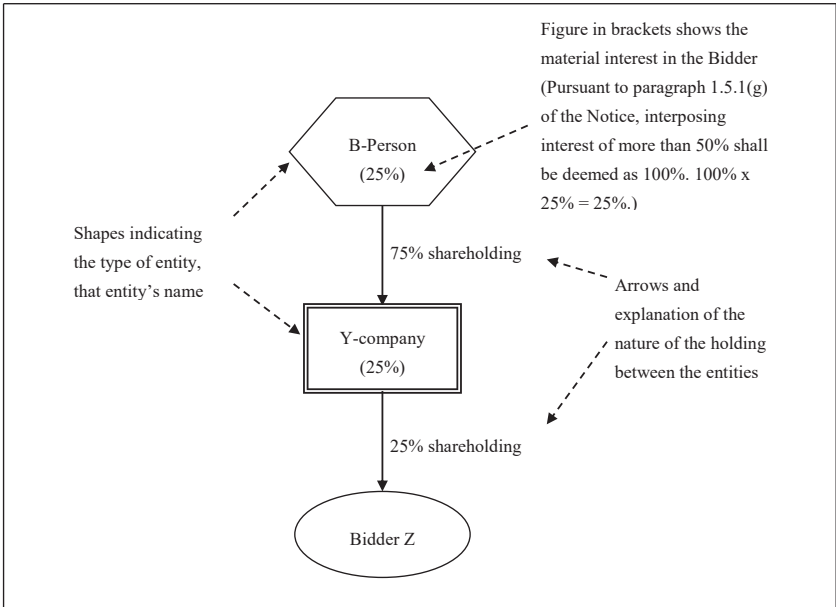 Figure in brackets shows the
material interest in the Bidder
(Pursuant to paragraph 1.5.1(g)
of the Notice, interposing
interest of more than 50% shall
be deemed as 100%. 100% x
25% = 25%.)
B-Person
(25%)
Shapes indicating
the type of entity,
that entity’s name
75% shareholding
Arrows and
explanation of the
nature of the holding
between the entities
Y-company
(25%)
25% shareholding
Bidder Z